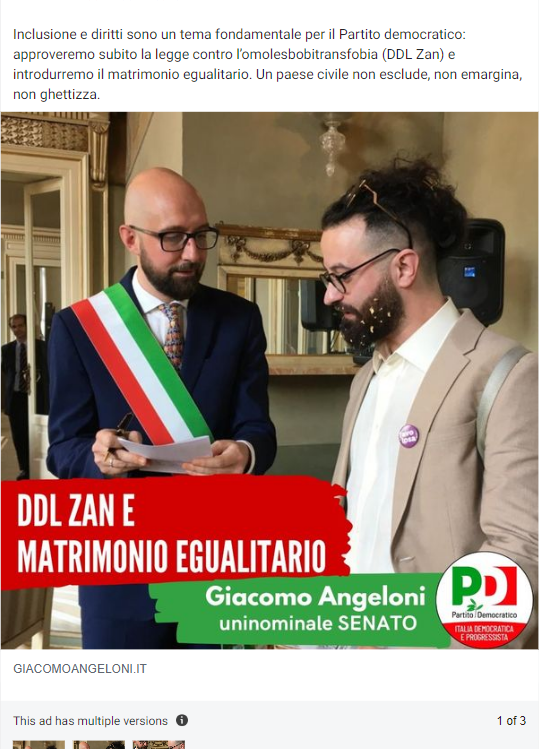 Inclusione e diritti sono un tema fondamentale per il Partito democratico:
approveremo subito la legge contro l'omolesbobitransfobia (DDL Zan) e
introdurremo il matrimonio egualitario. Un paese civile non esclude, non emargina,
non ghettizza.
DDL ZAN E
MATRIMONIO EGUALITARIO
Giacomo Angeloni
uninominale SENATO
PD
Partito Democratico
ITALIA DEMOCRATICA
E PROGRESSISTA
GIACOMOANGELONI.IT
This ad has multiple versions
1 of 3